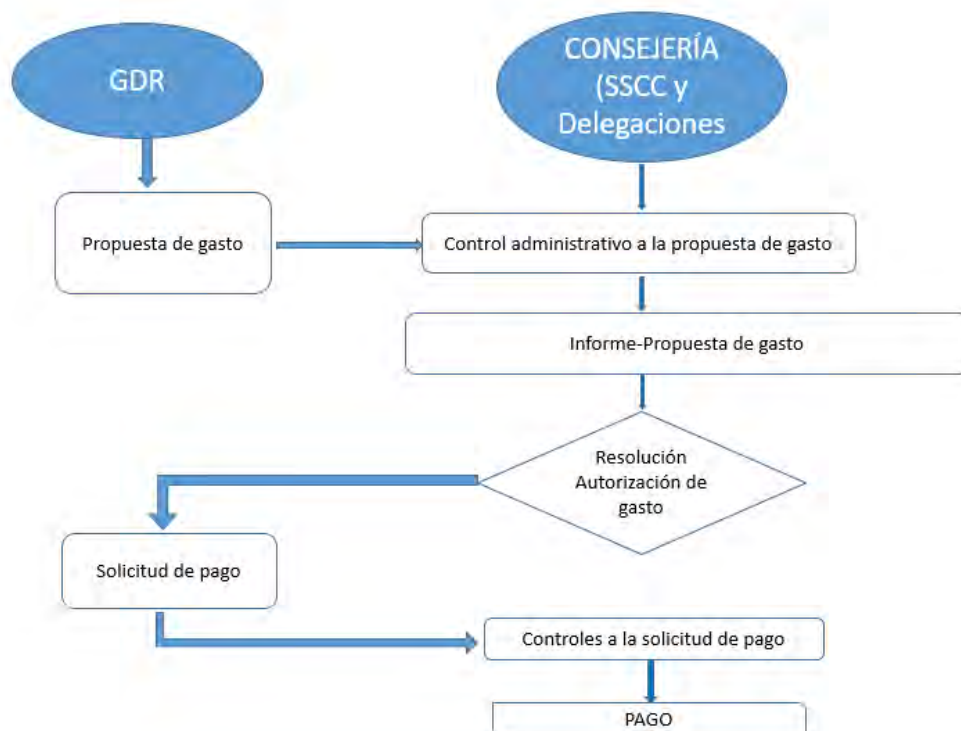 GDR
CONSEJERÍA
(SSCC y
Delegaciones
Propuesta de gasto
Control administrativo a la propuesta de gasto
Informe-Propuesta de gasto
Resolución
Autorización de
gasto
Solicitud de pago
Controles a la solicitud de pago
PAGO